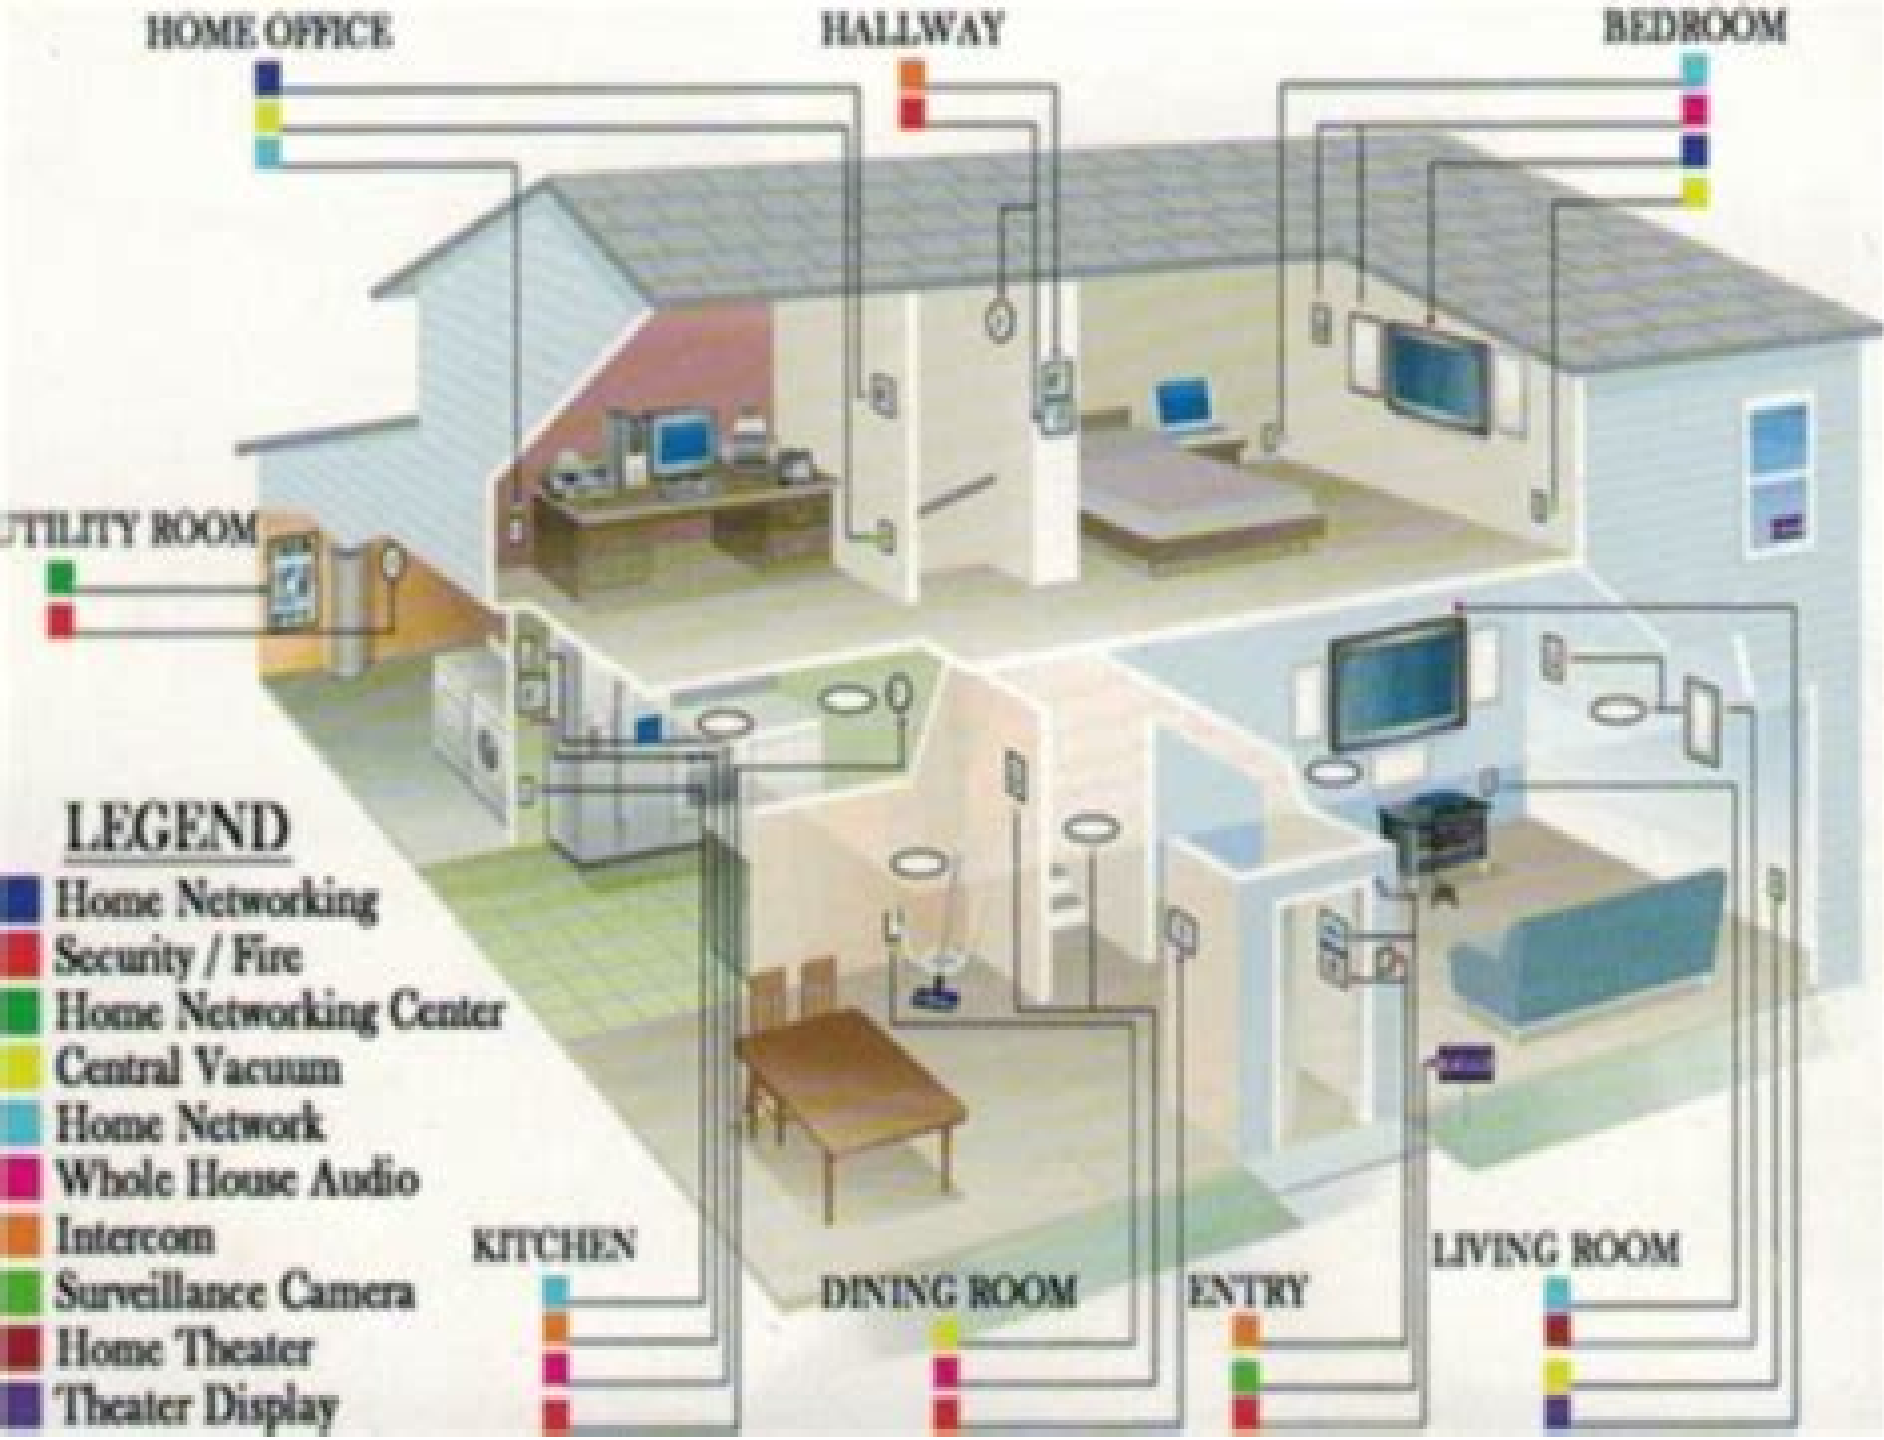 HOME OFFICE
HALLWAY
BEDROOM
UTILITY ROOM
LEGEND
Home Networking
Security / Fire
Home Networking Center
Central Vacuum
Home Network
Whole House Audio
Intercom
Surveillance Camera
Home Theater
Theater Display
KITCHEN
DINING ROOM
ENTRY
LIVING ROOM